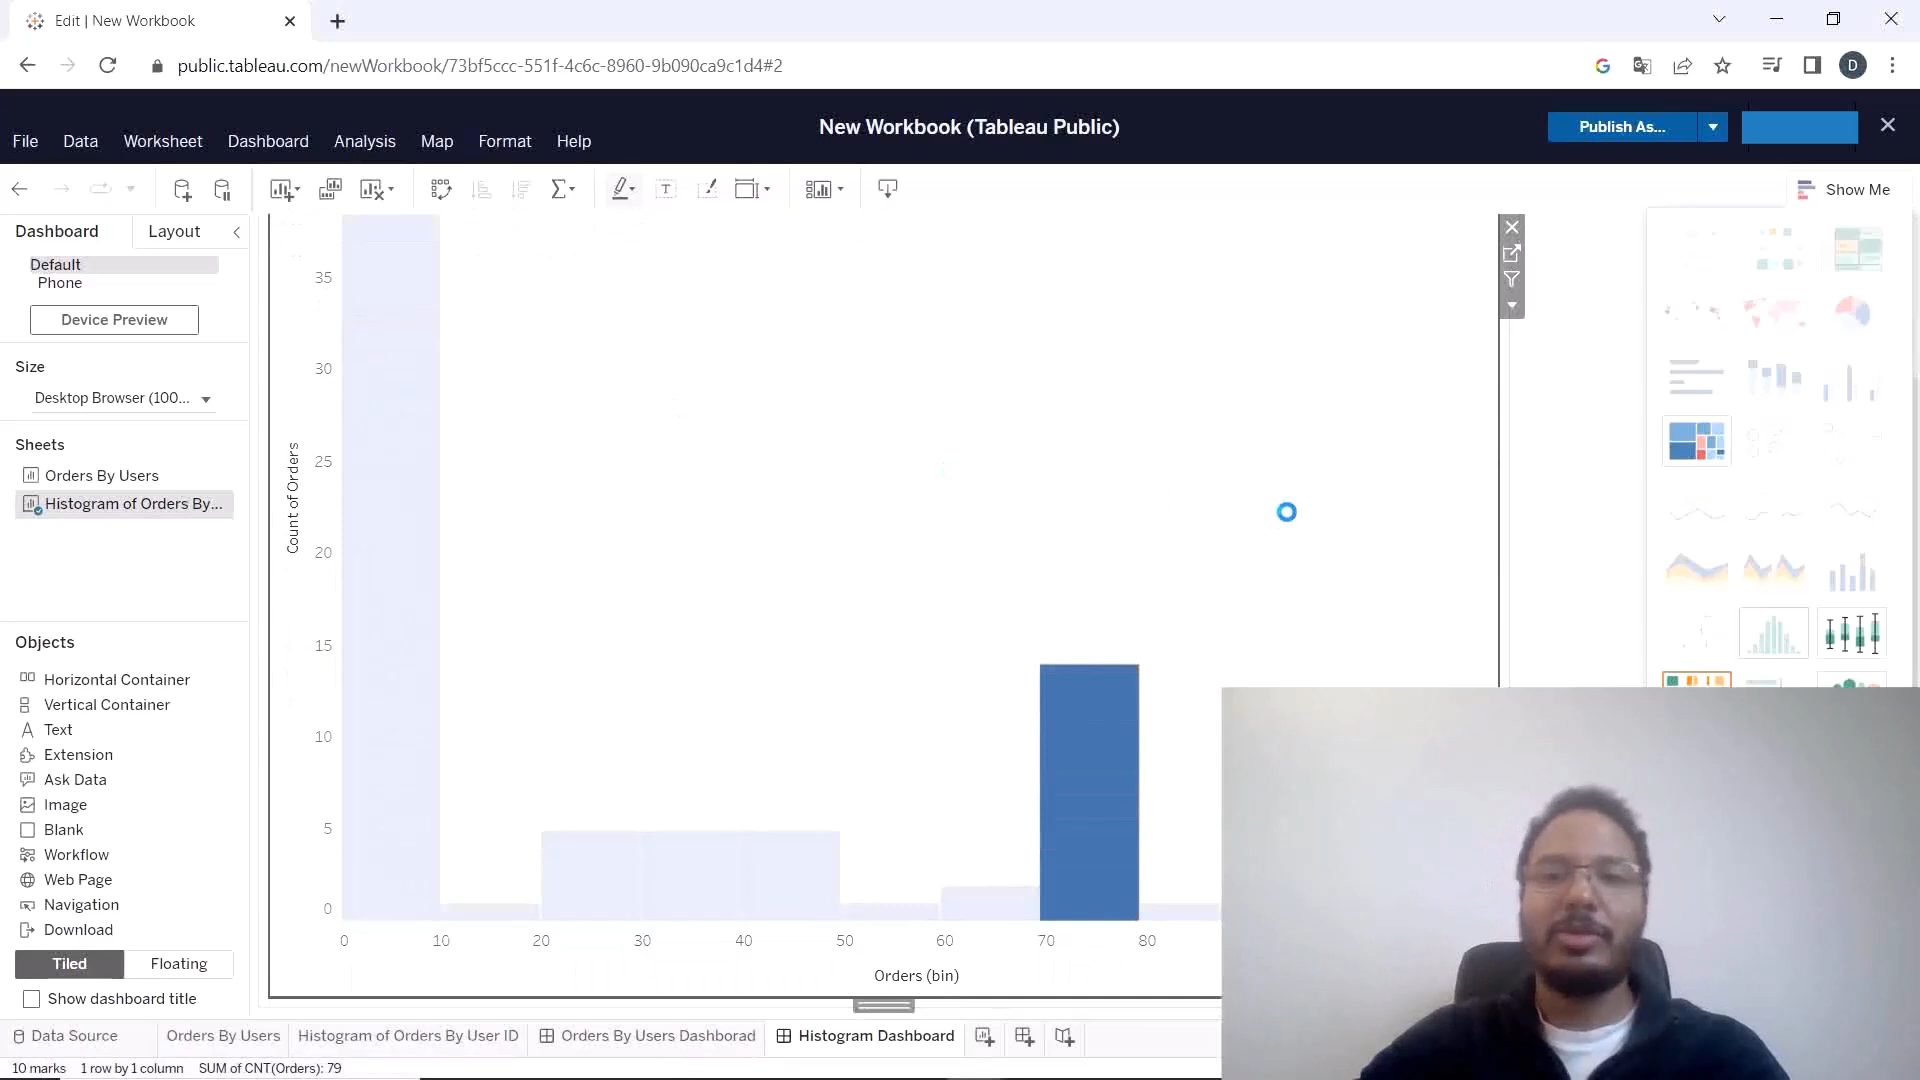 Edit | New Workbook
public.tableau.com/newWorkbook/73bf5ccc-551f-4c6c-8960-9b090ca9c1d4#2
D
New Workbook (Tableau Public)
Publish As...
File Data Worksheet Dashboard Analysis Map Format Help
Show Me
Dashboard Layout
Default
Phone
Device Preview
Size
Desktop Browser (100...
Sheets
Orders By Users
Histogram of Orders By...
Objects
Horizontal Container
Vertical Container
Text
Extension
Ask Data
Image
Blank
Workflow
Web Page
Navigation
Download
Tiled Floating
Show dashboard title
Count of Orders
35
30
25
20
15
10
5
0
0 10 20 30 40 50 60 70 80
Orders (bin)
Data Source Orders By Users Histogram of Orders By User ID Orders By Users Dashborad Histogram Dashboard
10 marks 1 row by 1 column SUM of CNT(Orders): 79